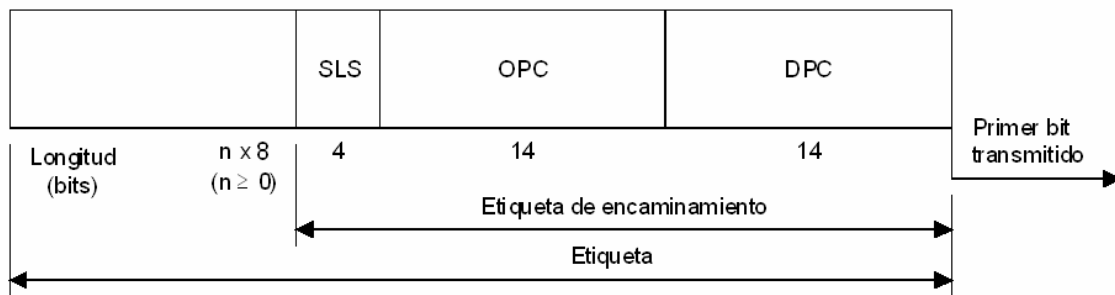 SLS OPC DPC
Primer bit
transmitido
Longitud
(bits)
n x 8
(n ≥ 0)
4 14 14
Etiqueta de encaminamiento
Etiqueta